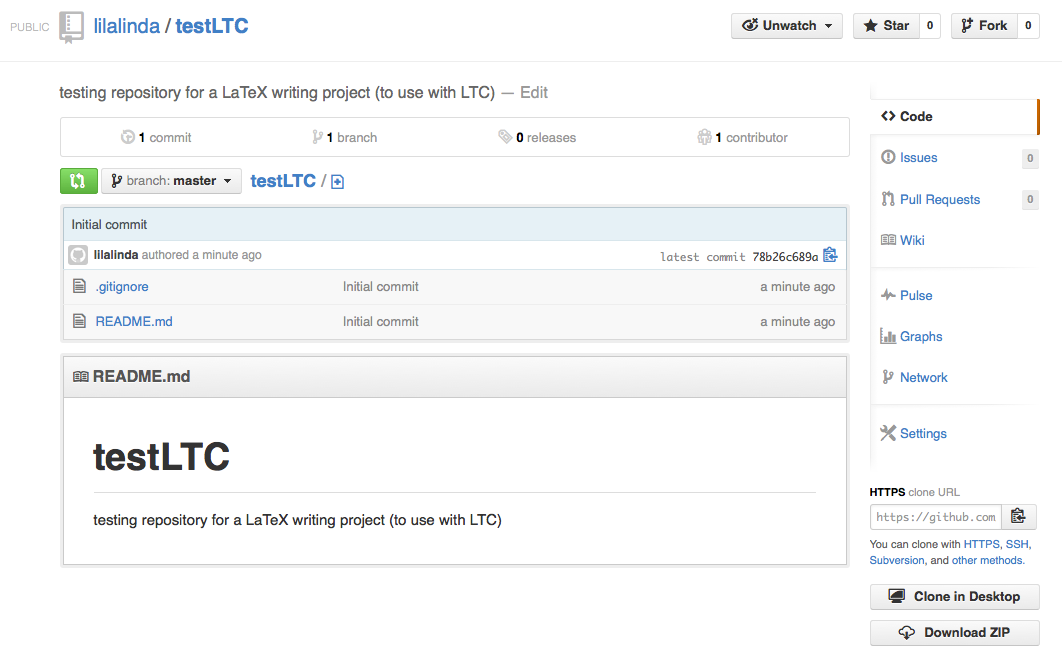 PUBLIC lilalinda / testLTC Unwatch Star 0 Fork 0
testing repository for a LaTeX writing project (to use with LTC) — Edit
1 commit 1 branch 0 releases 1 contributor
branch: master testLTC /
Initial commit
lilalinda authored a minute ago latest commit 78b26c689a
.gitignore Initial commit a minute ago
README.md Initial commit a minute ago
README.md
testLTC
testing repository for a LaTeX writing project (to use with LTC)
Code
Issues 0
Pull Requests 0
Wiki
Pulse
Graphs
Network
Settings
HTTPS clone URL
https://github.com
You can clone with HTTPS, SSH,
Subversion, and other methods.
Clone in Desktop
Download ZIP